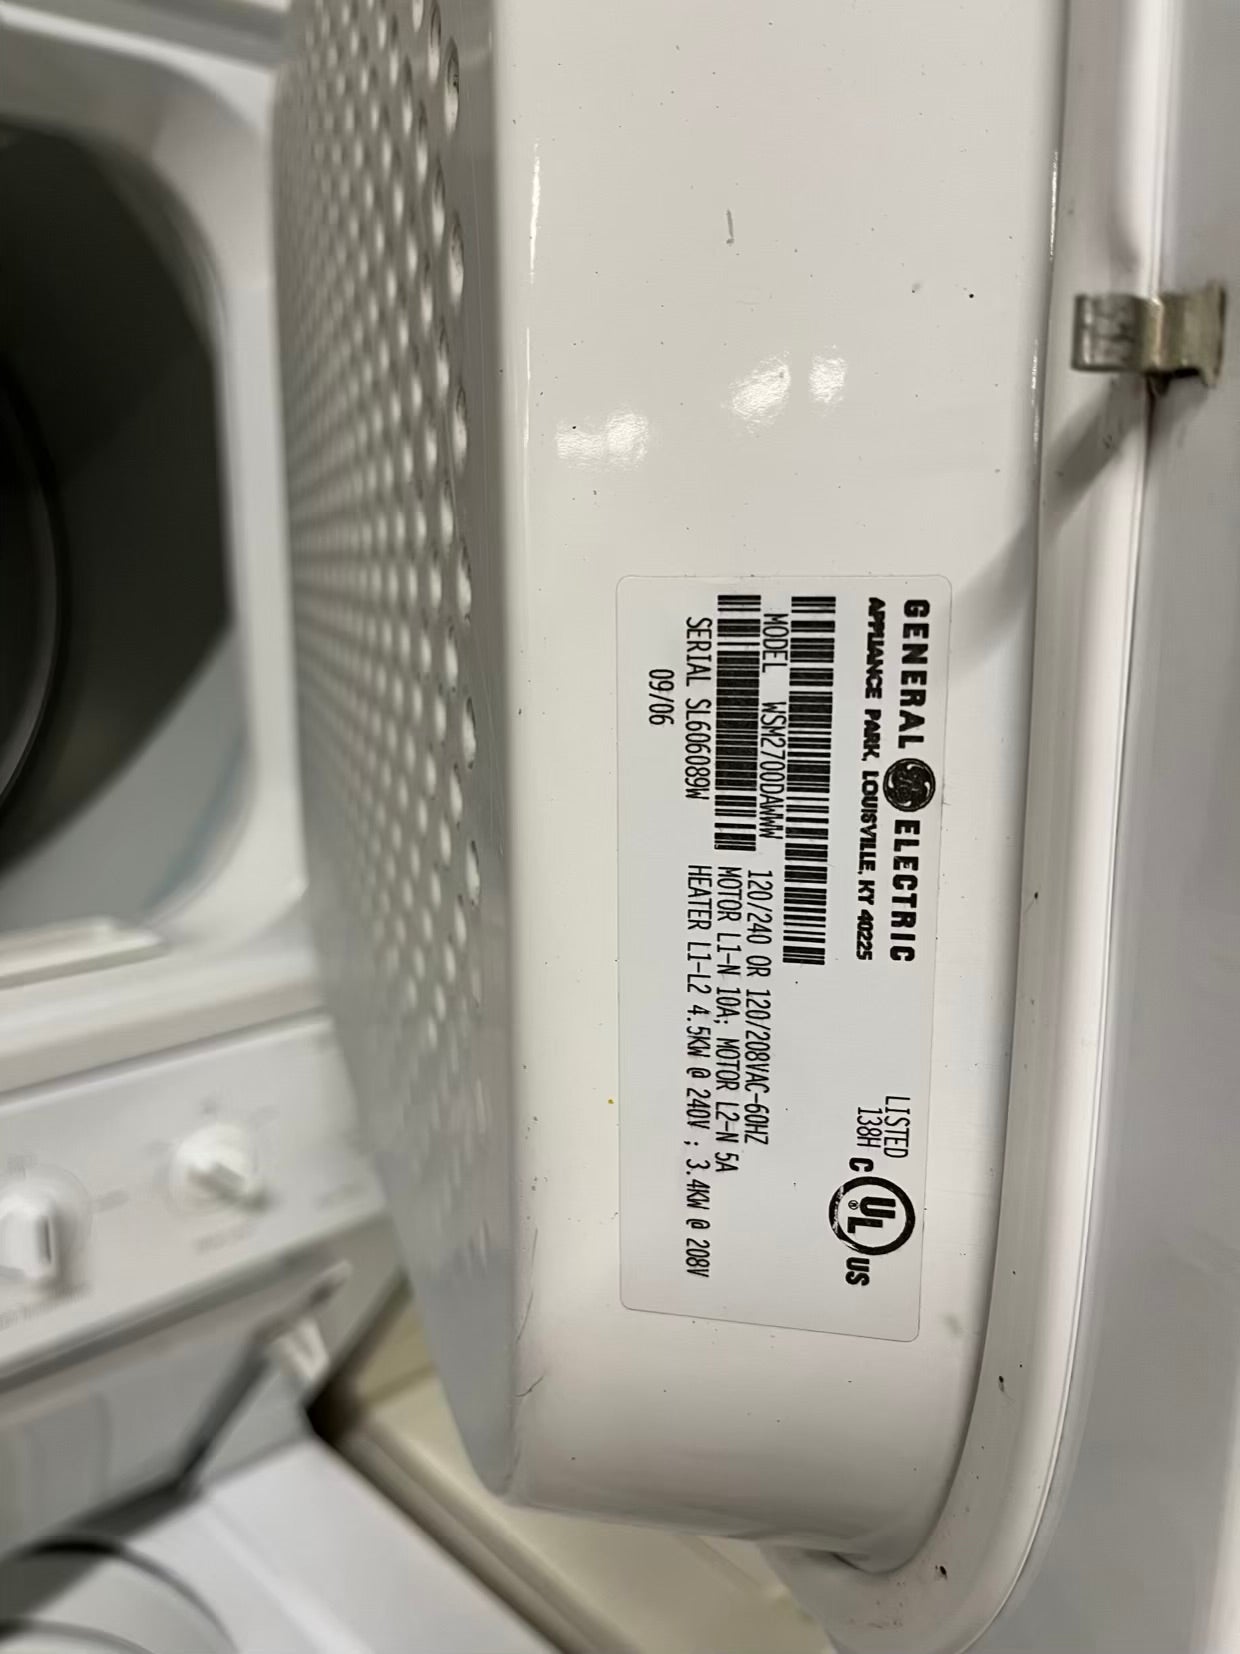 GENERAL ELECTRIC
APPLIANCE PARK, LOUISVILLE, KY 40225
LISTED
138H
C UL® US
MODEL WSM2700DAWWW
SERIAL SL606089W
09/06
120/240 OR 120/208VAC-60HZ
MOTOR L1-N 10A; MOTOR L2-N 5A
HEATER L1-L2 4.5KW @ 240V ; 3.4KW @ 208V